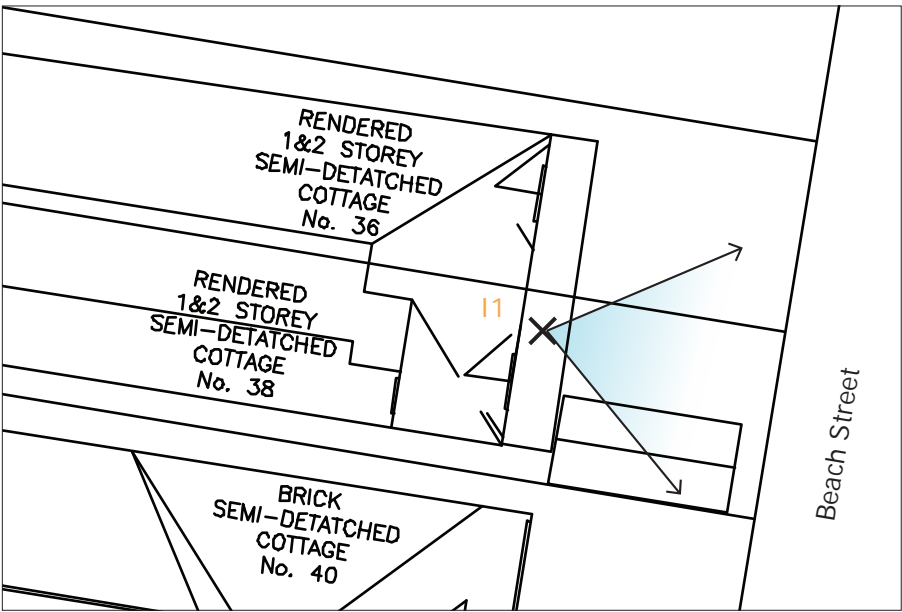 RENDERED
1&2 STOREY
SEMI-DETATCHED
COTTAGE
No. 36
I1
RENDERED
1&2 STOREY
SEMI-DETATCHED
COTTAGE
No. 38
Beach Street
BRICK
SEMI-DETATCHED
COTTAGE
No. 40